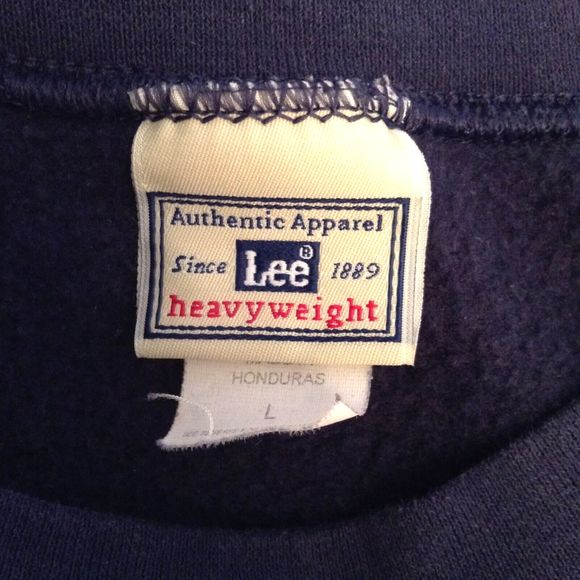 Authentic Apparel
Since Lee® 1889
heavyweight
HONDURAS
L